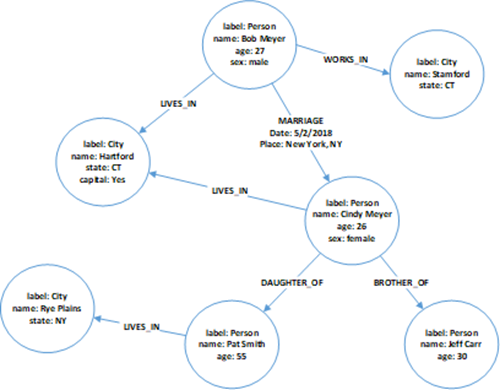 label: Person
name: Bob Meyer
age: 27
sex: male
WORKS_IN
label: City
name: Stamford
state: CT
LIVES_IN
MARRIAGE
Date: 5/2/2018
Place: New York, NY
label: City
name: Hartford
state: CT
capital: Yes
LIVES_IN
label: Person
name: Cindy Meyer
age: 26
sex: female
DAUGHTER_OF
BROTHER_OF
label: City
name: Rye Plains
state: NY
LIVES_IN
label: Person
name: Pat Smith
age: 55
label: Person
name: Jeff Carr
age: 30